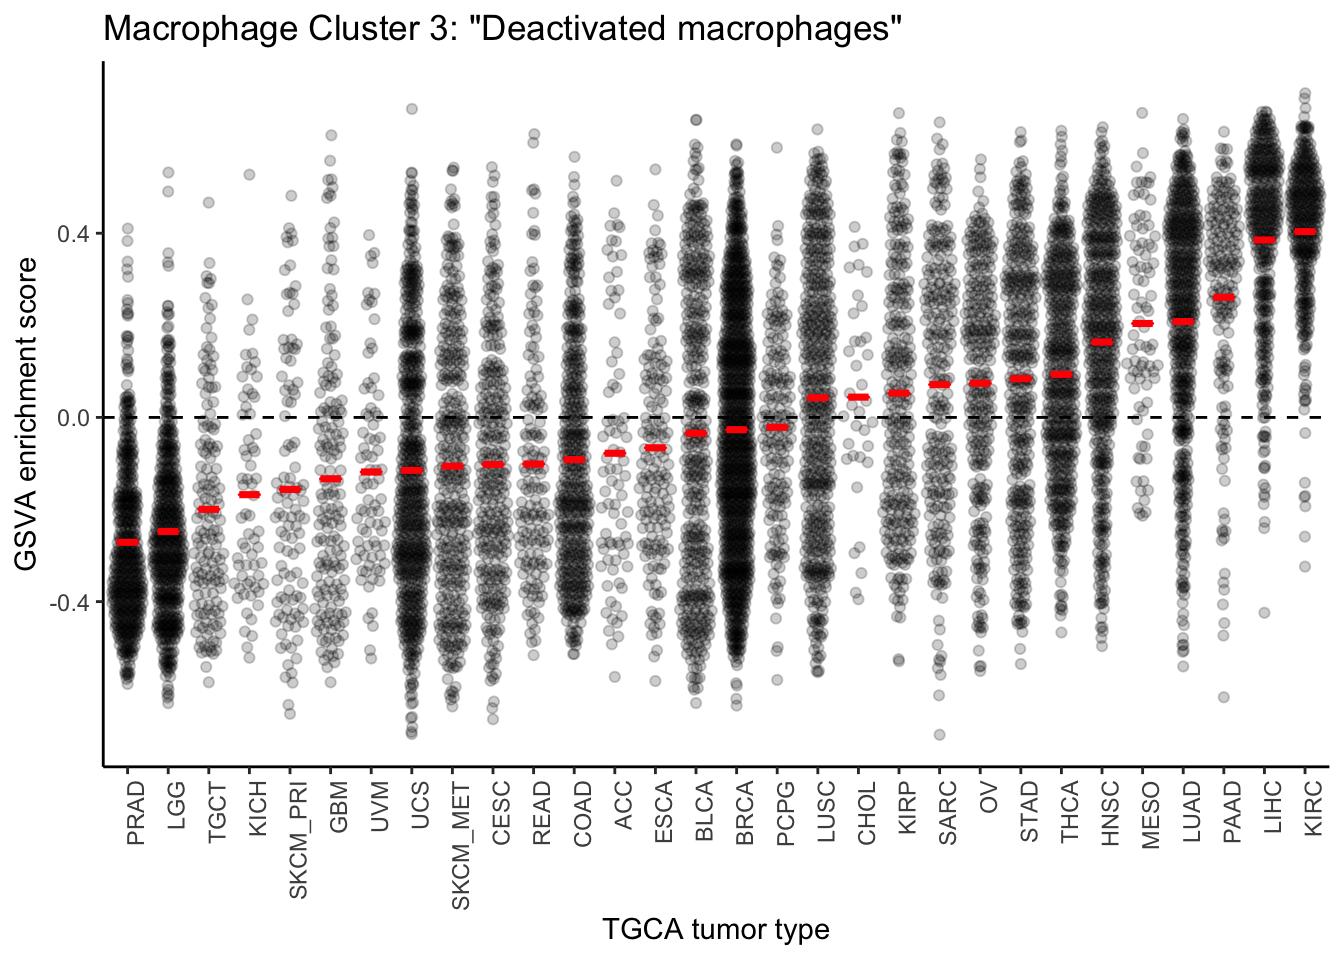 Macrophage Cluster 3: "Deactivated macrophages"
GSVA enrichment score
0.4
0.0
-0.4
PRAD
LGG
TGCT
KICH
SKCM_PRI
GBM
UVM
UCS
SKCM_MET
CESC
READ
COAD
ACC
ESCA
BLCA
BRCA
PCPG
LUSC
CHOL
KIRP
SARC
OV
STAD
THCA
HNSC
MESO
LUAD
PAAD
LIHC
KIRC
TGCA tumor type